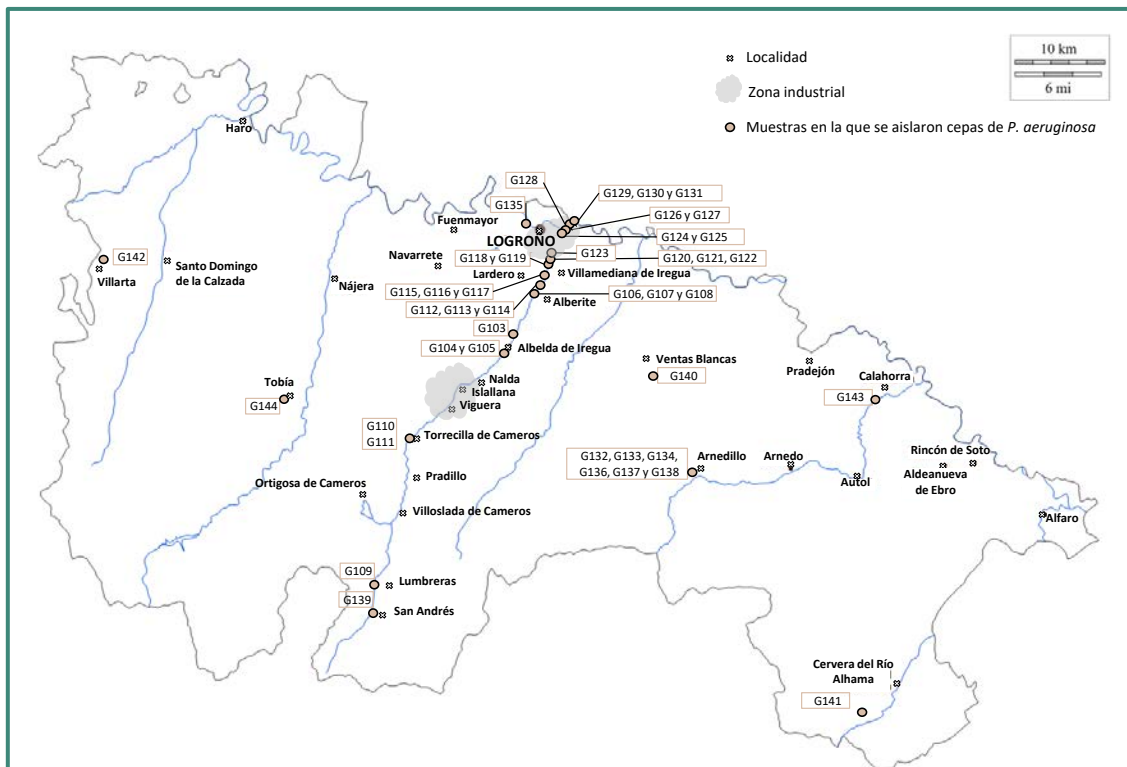 10 km
6 mi
Localidad
Zona industrial
Muestras en la que se aislaron cepas de P. aeruginosa
Haro
G128
G129, G130 y G131
G135
G126 y G127
Fuenmayor
LOGROÑO
G124 y G125
G123
G118 y G119
G120, G121, G122
Navarrete
Lardero
Villamediana de Iregua
G142
Villarta
Santo Domingo
de la Calzada
Nájera
G115, G116 y G117
G112, G113 y G114
G106, G107 y G108
Alberite
G103
G104 y G105
Albelda de Iregua
Ventas Blancas
G140
Pradejón
Calahorra
G143
Tobía
G144
Nalda
Islallana
Viguera
G110
G111
Torrecilla de Cameros
G132, G133, G134,
G136, G137 y G138
Arnedillo
Arnedo
Autol
Rincón de Soto
Aldeanueva
de Ebro
Alfaro
Pradillo
Ortigosa de Cameros
Villoslada de Cameros
G109
Lumbreras
G139
San Andrés
Cervera del Río
Alhama
G141